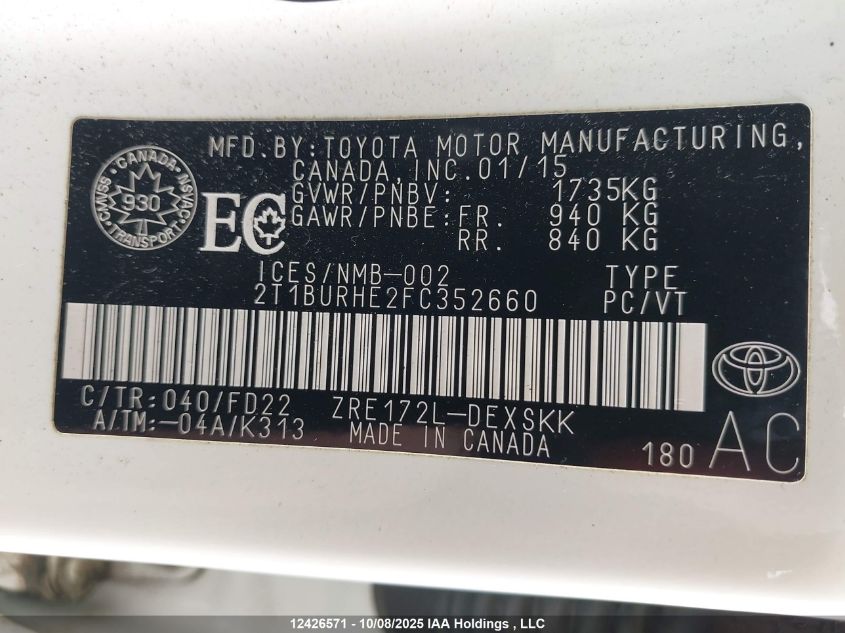 MFD.BY:TOYOTA MOTOR MANUFACTURING,
CANADA,INC.01/15
GVWR/PNBV: 1735KG
GAWR/PNBE:FR. 940 KG
RR. 840 KG
CANADA
CMVSS NSVAC
930
TRANSPORT
EC
ICES/NMB-002 TYPE
2T1BURHE2FC352660 PC/VT
C/TR:040/FD22 ZRE172L-DEXSKK
A/TM:-04A/K313 MADE IN CANADA
180 AC
12426571 - 10/08/2025 IAA Holdings , LLC